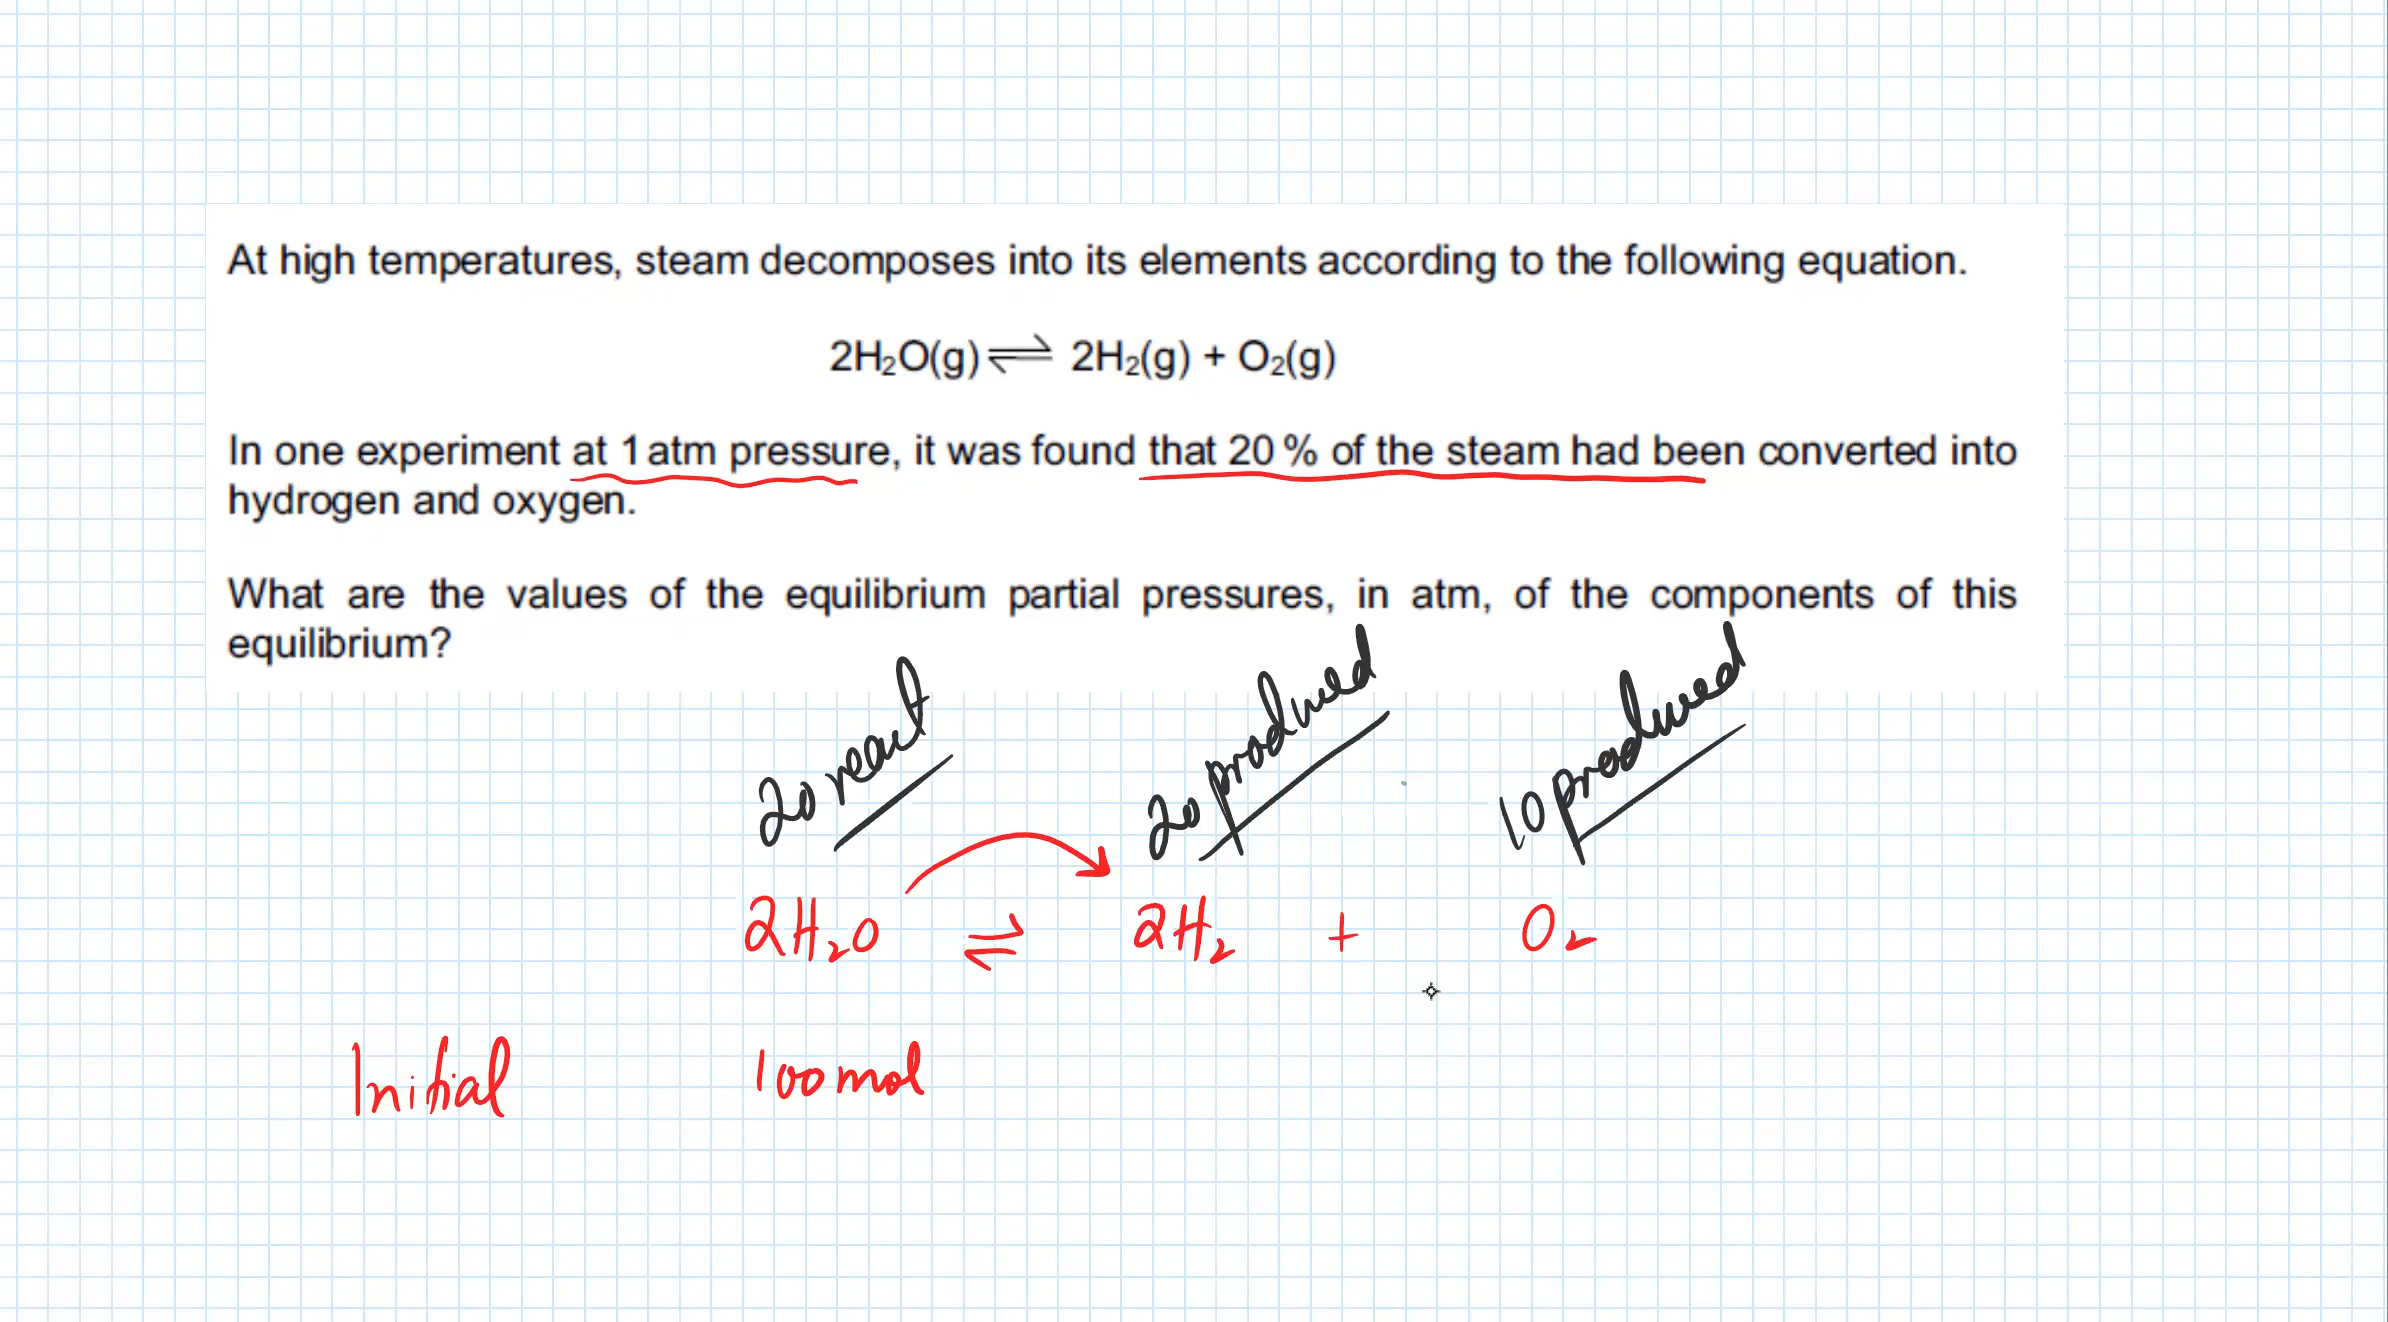 At high temperatures, steam decomposes into its elements according to the following equation.
2H₂O(g) ⇌ 2H₂(g) + O₂(g)
In one experiment at 1 atm pressure, it was found that 20 % of the steam had been converted into
hydrogen and oxygen.
What are the values of the equilibrium partial pressures, in atm, of the components of this
equilibrium?
20 react 20 produced 10 produced
2H₂O ⇌ 2H₂ + O₂
Initial 100 mol